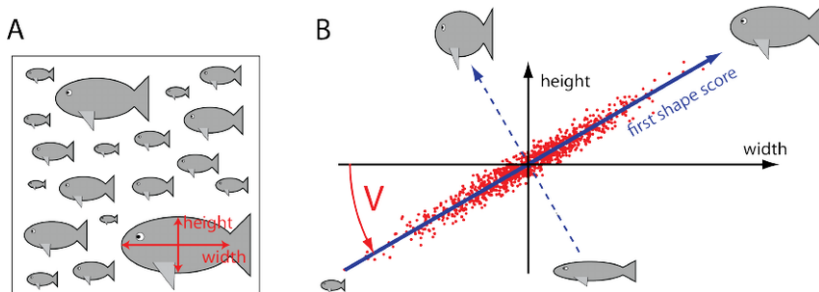 A
height
width
B
height
width
first shape score
V